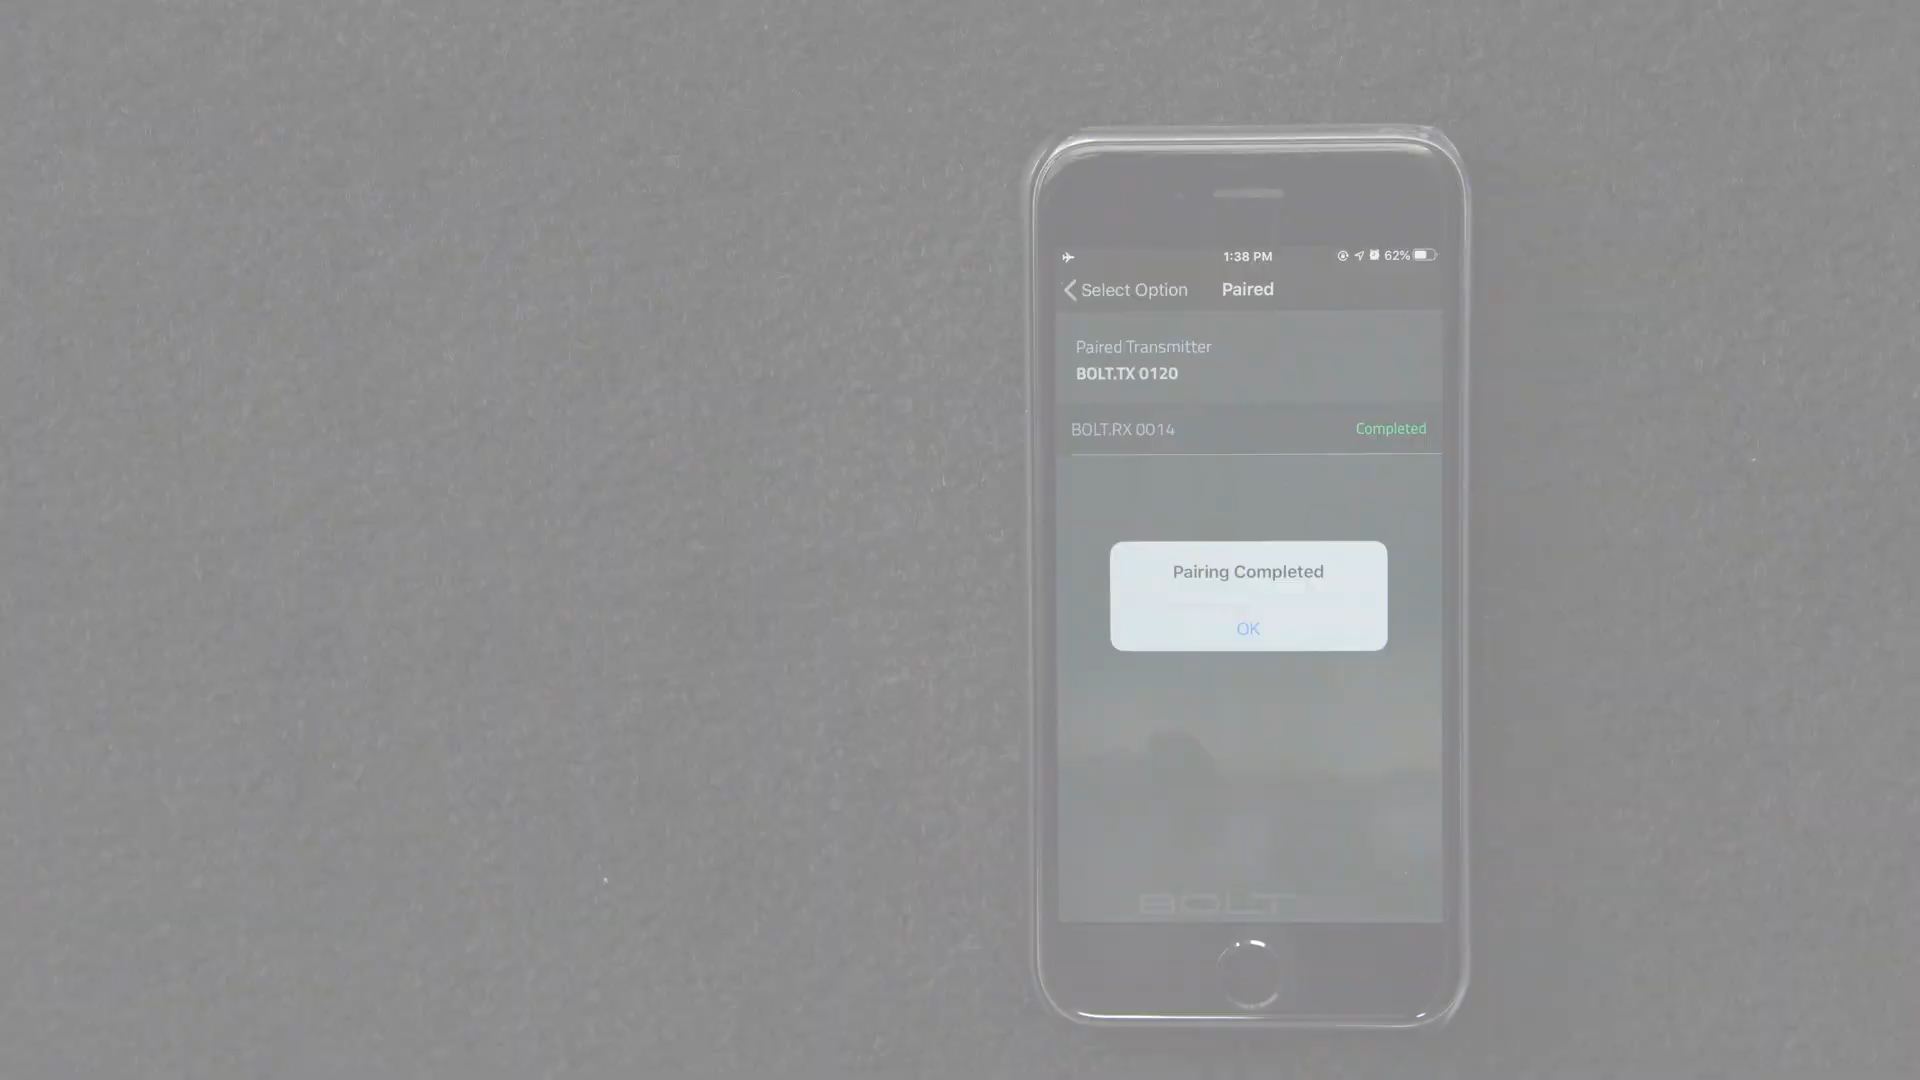 1:38 PM
62%
Select Option
Paired
Paired Transmitter
BOLT.TX 0120
BOLT.RX 0014
Completed
Pairing Completed
OK
BOLT